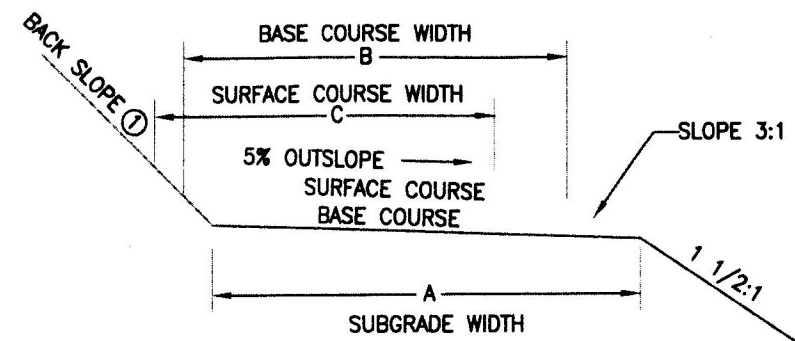 BASE COURSE WIDTH
B
BACK SLOPE ①
SURFACE COURSE WIDTH
C
SLOPE 3:1
5% OUTSLOPE
SURFACE COURSE
BASE COURSE
1 1/2:1
A
SUBGRADE WIDTH